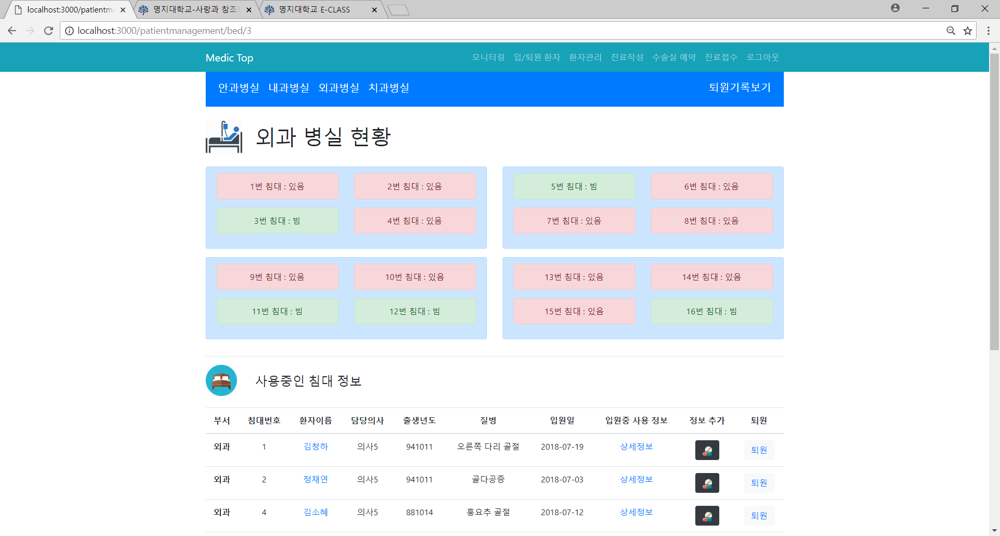 localhost:3000/patientm
명지대학교-사랑과 창조의
명지대학교 E-CLASS
localhost:3000/patientmanagement/bed/3
Medic Top 모니터링 입/퇴원 환자 환자관리 진료작성 수술실 예약 진료접수 로그아웃
안과병실 내과병실 외과병실 치과병실 퇴원기록보기
외과 병실 현황
1번 침대 : 있음 2번 침대 : 있음 5번 침대 : 빔 6번 침대 : 있음
3번 침대 : 빔 4번 침대 : 있음 7번 침대 : 있음 8번 침대 : 있음
9번 침대 : 있음 10번 침대 : 있음 13번 침대 : 있음 14번 침대 : 있음
11번 침대 : 빔 12번 침대 : 빔 15번 침대 : 있음 16번 침대 : 빔
사용중인 침대 정보
부서 침대번호 환자이름 담당의사 출생년도 질병 입원일 입원중 사용 정보 정보 추가 퇴원
외과 1 김청하 의사5 941011 오른쪽 다리 골절 2018-07-19 상세정보 퇴원
외과 2 정채연 의사5 941011 골다공증 2018-07-03 상세정보 퇴원
외과 4 김소혜 의사5 881014 흉요추 골절 2018-07-12 상세정보 퇴원